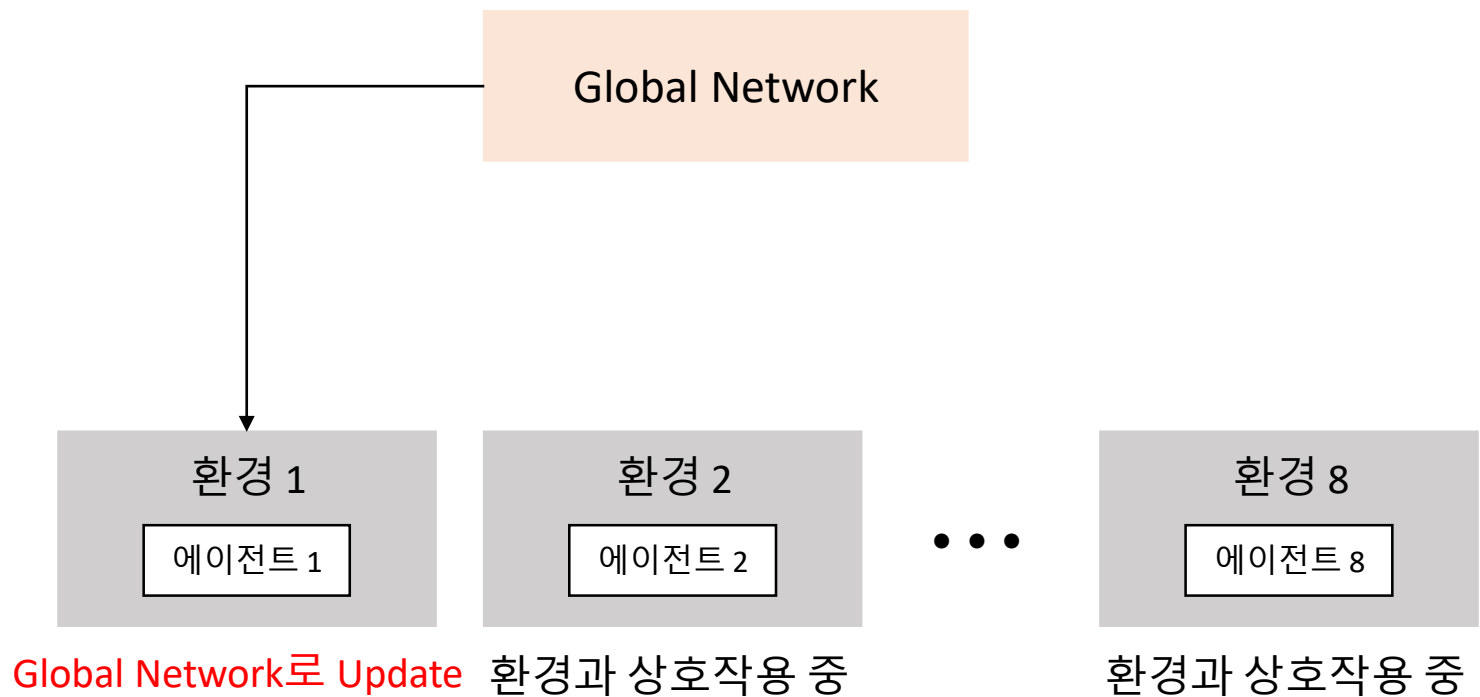 Global Network
환경 1
에이전트 1
환경 2
에이전트 2
환경 8
에이전트 8
Global Network로 Update
환경과 상호작용 중
환경과 상호작용 중